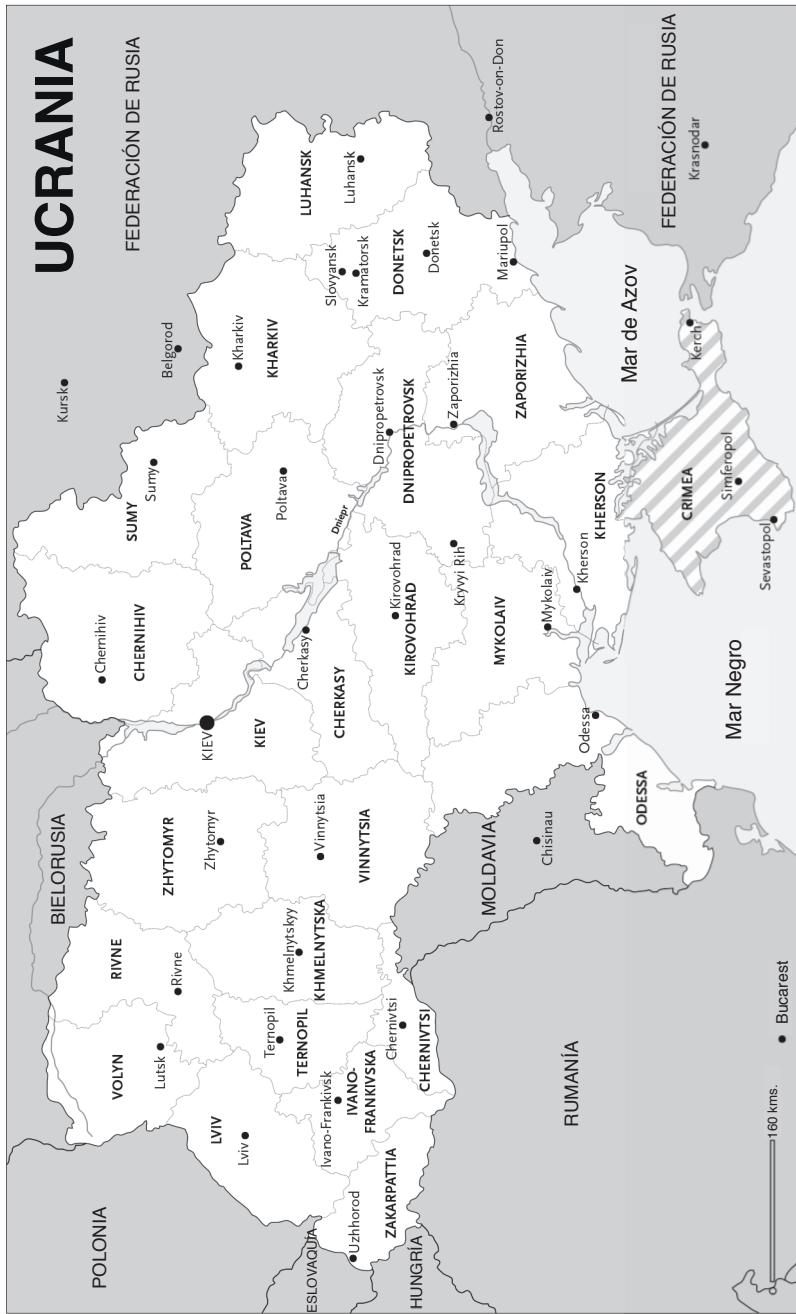 UCRANIA
FEDERACIÓN DE RUSIA
BIELORUSIA
POLONIA
ESLOVAQUÍA
HUNGRÍA
RUMANÍA
MOLDAVIA
FEDERACIÓN DE RUSIA
Mar de Azov
Mar Negro
Kursk
Belgorod
Rostov-on-Don
Krasnodar
Chisinau
Bucarest
VOLYN
Lutsk
RIVNE
Rivne
ZHYTOMYR
Zhytomyr
KIEV
KIEV
CHERNIHIV
Chernihiv
SUMY
Sumy
LVIV
Lviv
TERNOPIL
Ternopil
Khmelnytskyy
KHMELNYTSKA
Vinnytsia
VINNYTSIA
Cherkasy
CHERKASY
POLTAVA
Poltava
Kharkiv
KHARKIV
LUHANSK
Luhansk
Uzhhorod
ZAKARPATTIA
Ivano-Frankivsk
IVANO-
FRANKIVSKA
Chernivtsi
CHERNIVTSI
Kirovohrad
KIROVOHRAD
Dniepr
Dnipropetrovsk
DNIPROPETROVSK
Kryvyi Rih
Slovyansk
Kramatorsk
DONETSK
Donetsk
Mariupol
Zaporizhia
ZAPORIZHIA
MYKOLAIV
Mykolaiv
Kherson
KHERSON
Odessa
ODESSA
CRIMEA
Simferopol
Sevastopol
Kerch
160 kms.